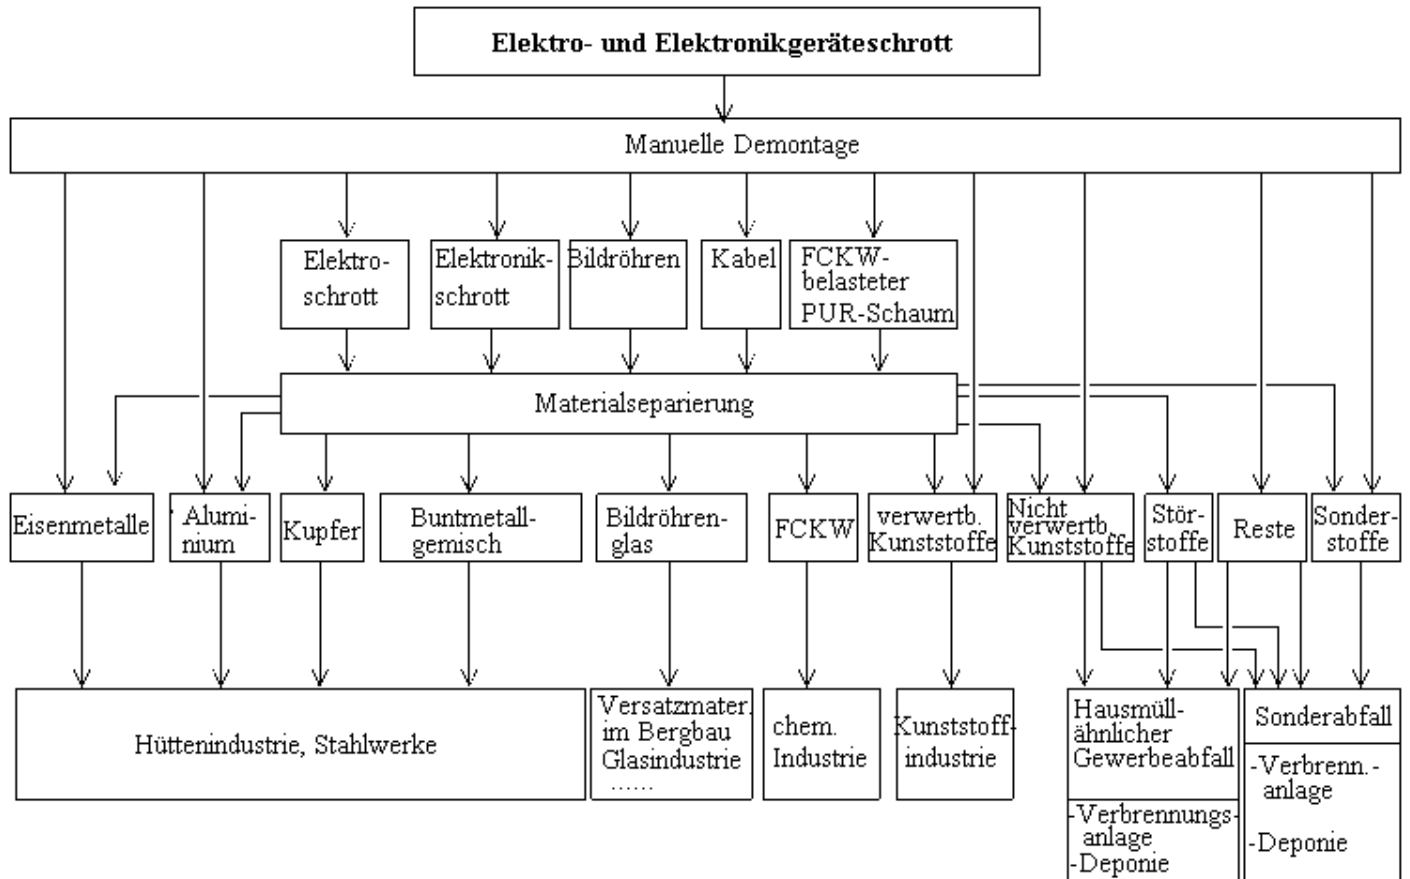 Elektro- und Elektronikgeräteschrott
Manuelle Demontage
Elektro-
schrott
Elektronik-
schrott
Bildröhren
Kabel
FCKW-
belasteter
PUR-Schaum
Materialseparierung
Eisenmetalle
Alumi-
nium
Kupfer
Buntmetall-
gemisch
Bildröhren-
glas
FCKW
verwertb.
Kunststoffe
Nicht
verwertb.
Kunststoffe
Stör-
stoffe
Reste
Sonder-
stoffe
Hüttenindustrie, Stahlwerke
Versatzmater.
im Bergbau
Glasindustrie
......
chem.
Industrie
Kunststoff-
industrie
Hausmüll-
ähnlicher
Gewerbeabfall
-Verbrennungs-
anlage
-Deponie
Sonderabfall
-Verbrenn.-
anlage
-Deponie